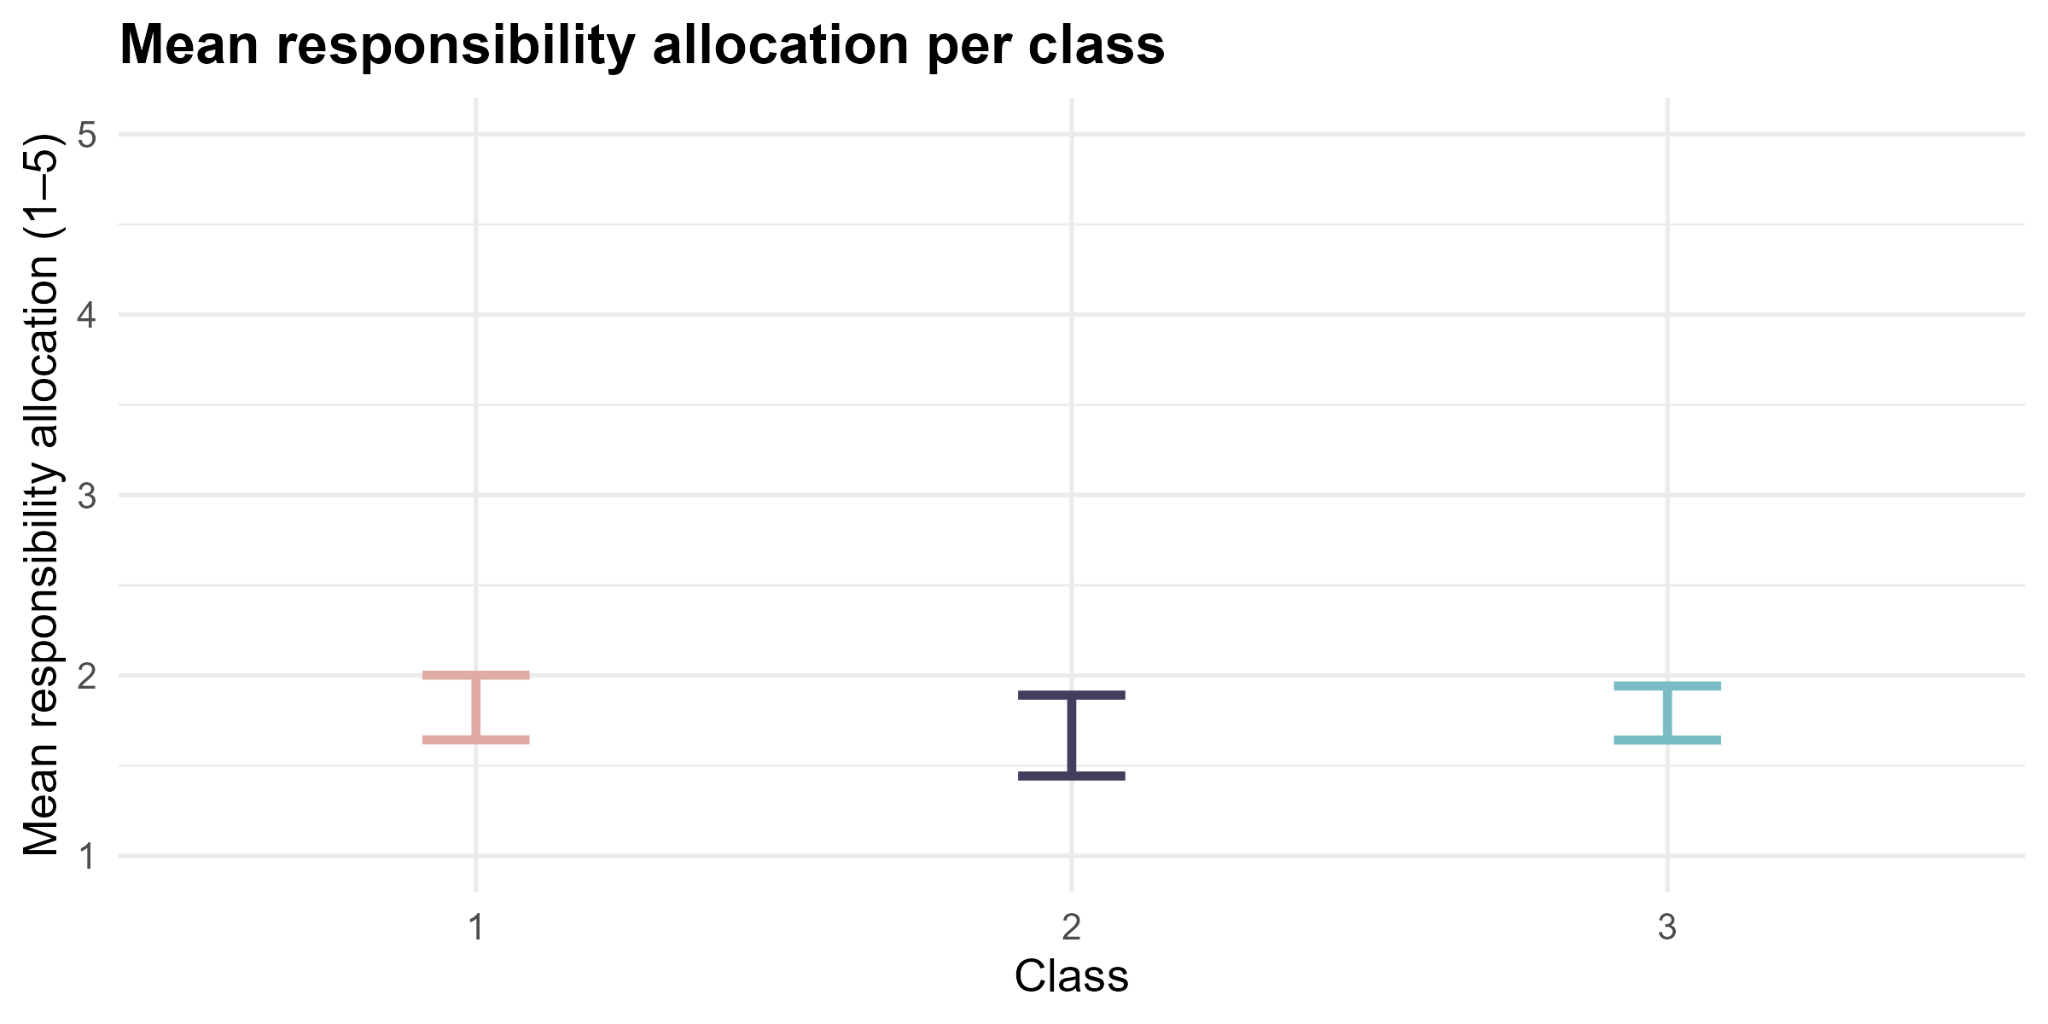 Mean responsibility allocation per class
Mean responsibility allocation (1–5)
5
4
3
2
1
1 2 3
Class